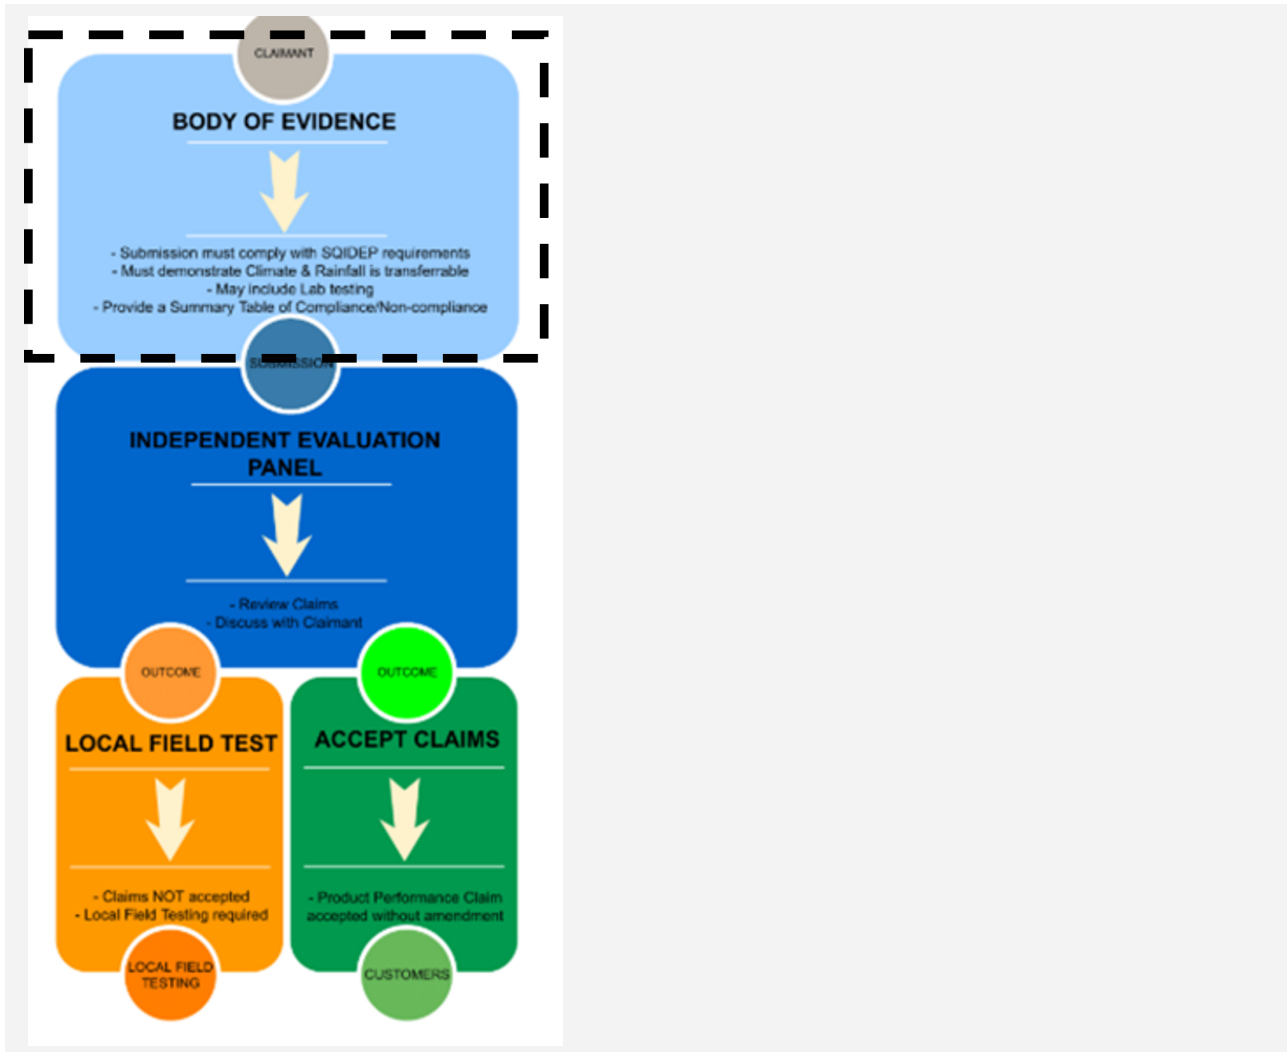 CLAIMANT
BODY OF EVIDENCE
- Submission must comply with SQIDEP requirements
- Must demonstrate Climate & Rainfall is transferrable
- May include Lab testing
- Provide a Summary Table of Compliance/Non-compliance
SUBMISSION
INDEPENDENT EVALUATION
PANEL
- Review Claims
- Discuss with Claimant
OUTCOME
LOCAL FIELD TEST
- Claims NOT accepted
- Local Field Testing required
LOCAL FIELD
TESTING
OUTCOME
ACCEPT CLAIMS
- Product Performance Claim
accepted without amendment
CUSTOMERS